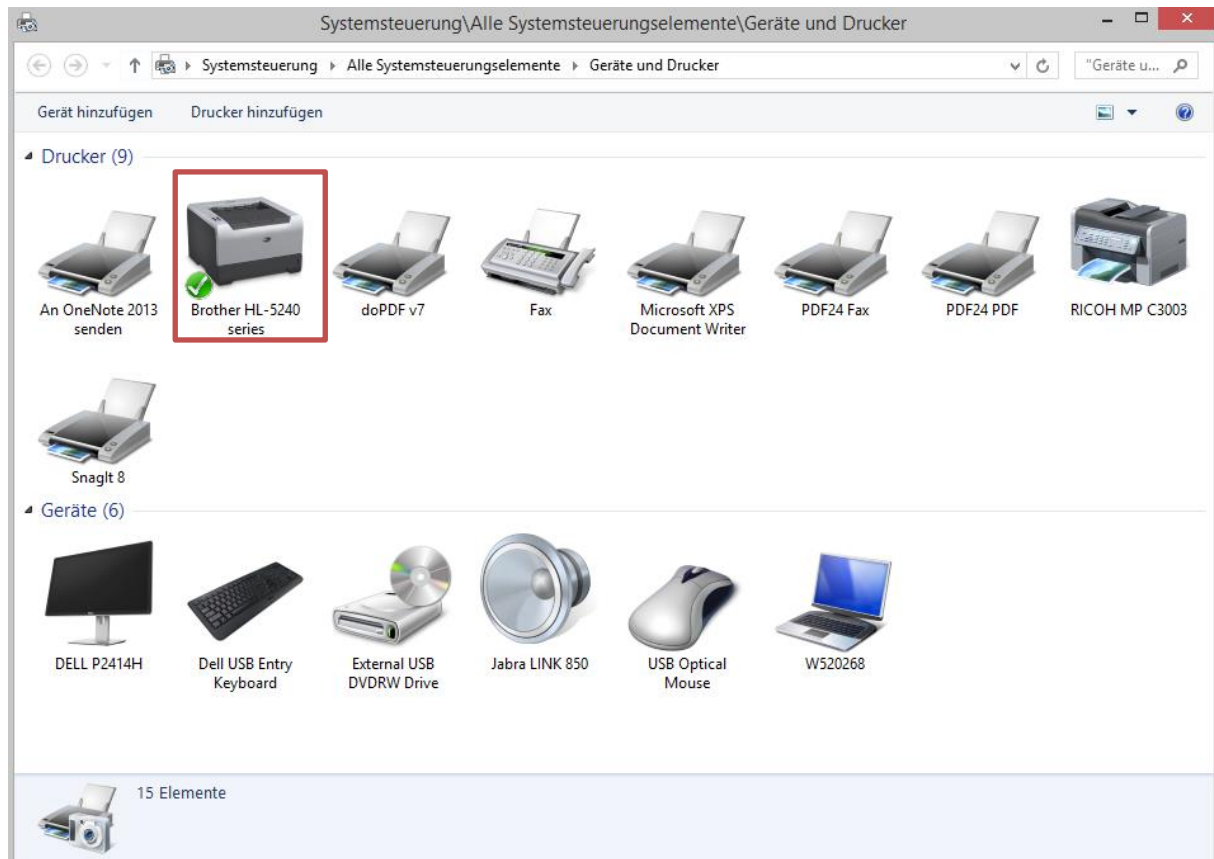 Systemsteuerung\Alle Systemsteuerungselemente\Geräte und Drucker
Systemsteuerung Alle Systemsteuerungselemente Geräte und Drucker
"Geräte u...
Gerät hinzufügen Drucker hinzufügen
Drucker (9)
An OneNote 2013
senden
Brother HL-5240
series
doPDF v7
Fax
Microsoft XPS
Document Writer
PDF24 Fax
PDF24 PDF
RICOH MP C3003
SnagIt 8
Geräte (6)
DELL P2414H
Dell USB Entry
Keyboard
External USB
DVDRW Drive
Jabra LINK 850
USB Optical
Mouse
W520268
15 Elemente